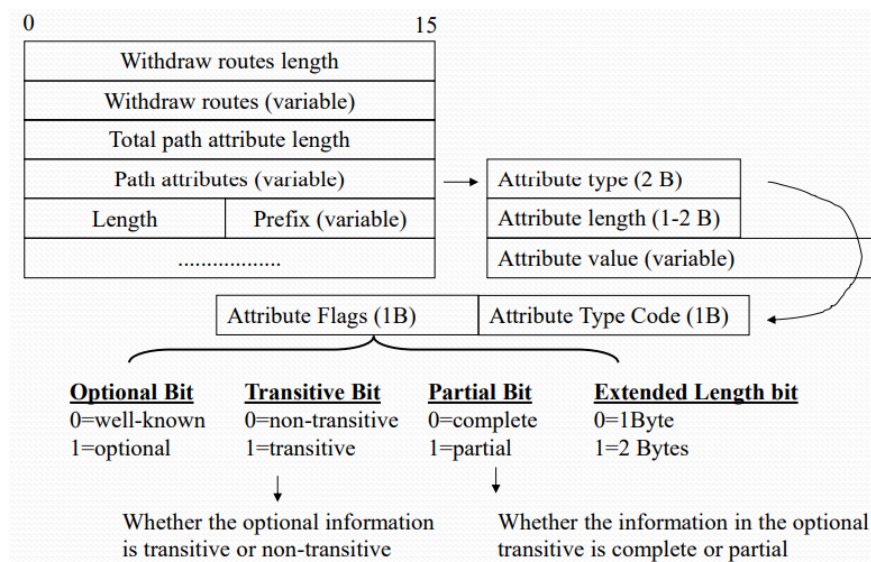 0 15
Withdraw routes length
Withdraw routes (variable)
Total path attribute length
Path attributes (variable)
Length Prefix (variable)
..................
Attribute type (2 B)
Attribute length (1-2 B)
Attribute value (variable)
Attribute Flags (1B) Attribute Type Code (1B)
Optional Bit Transitive Bit Partial Bit Extended Length bit
0=well-known 0=non-transitive 0=complete 0=1Byte
1=optional 1=transitive 1=partial 1=2 Bytes
Whether the optional information
is transitive or non-transitive
Whether the information in the optional
transitive is complete or partial